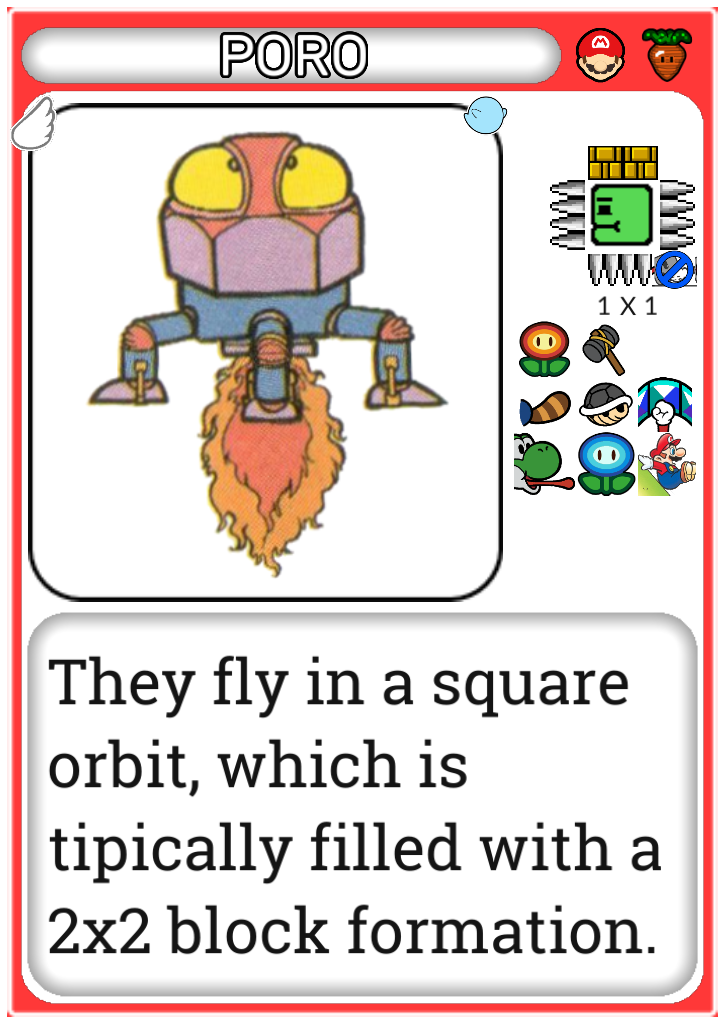 PORO
M
1 X 1
They fly in a square
orbit, which is
tipically filled with a
2x2 block formation.